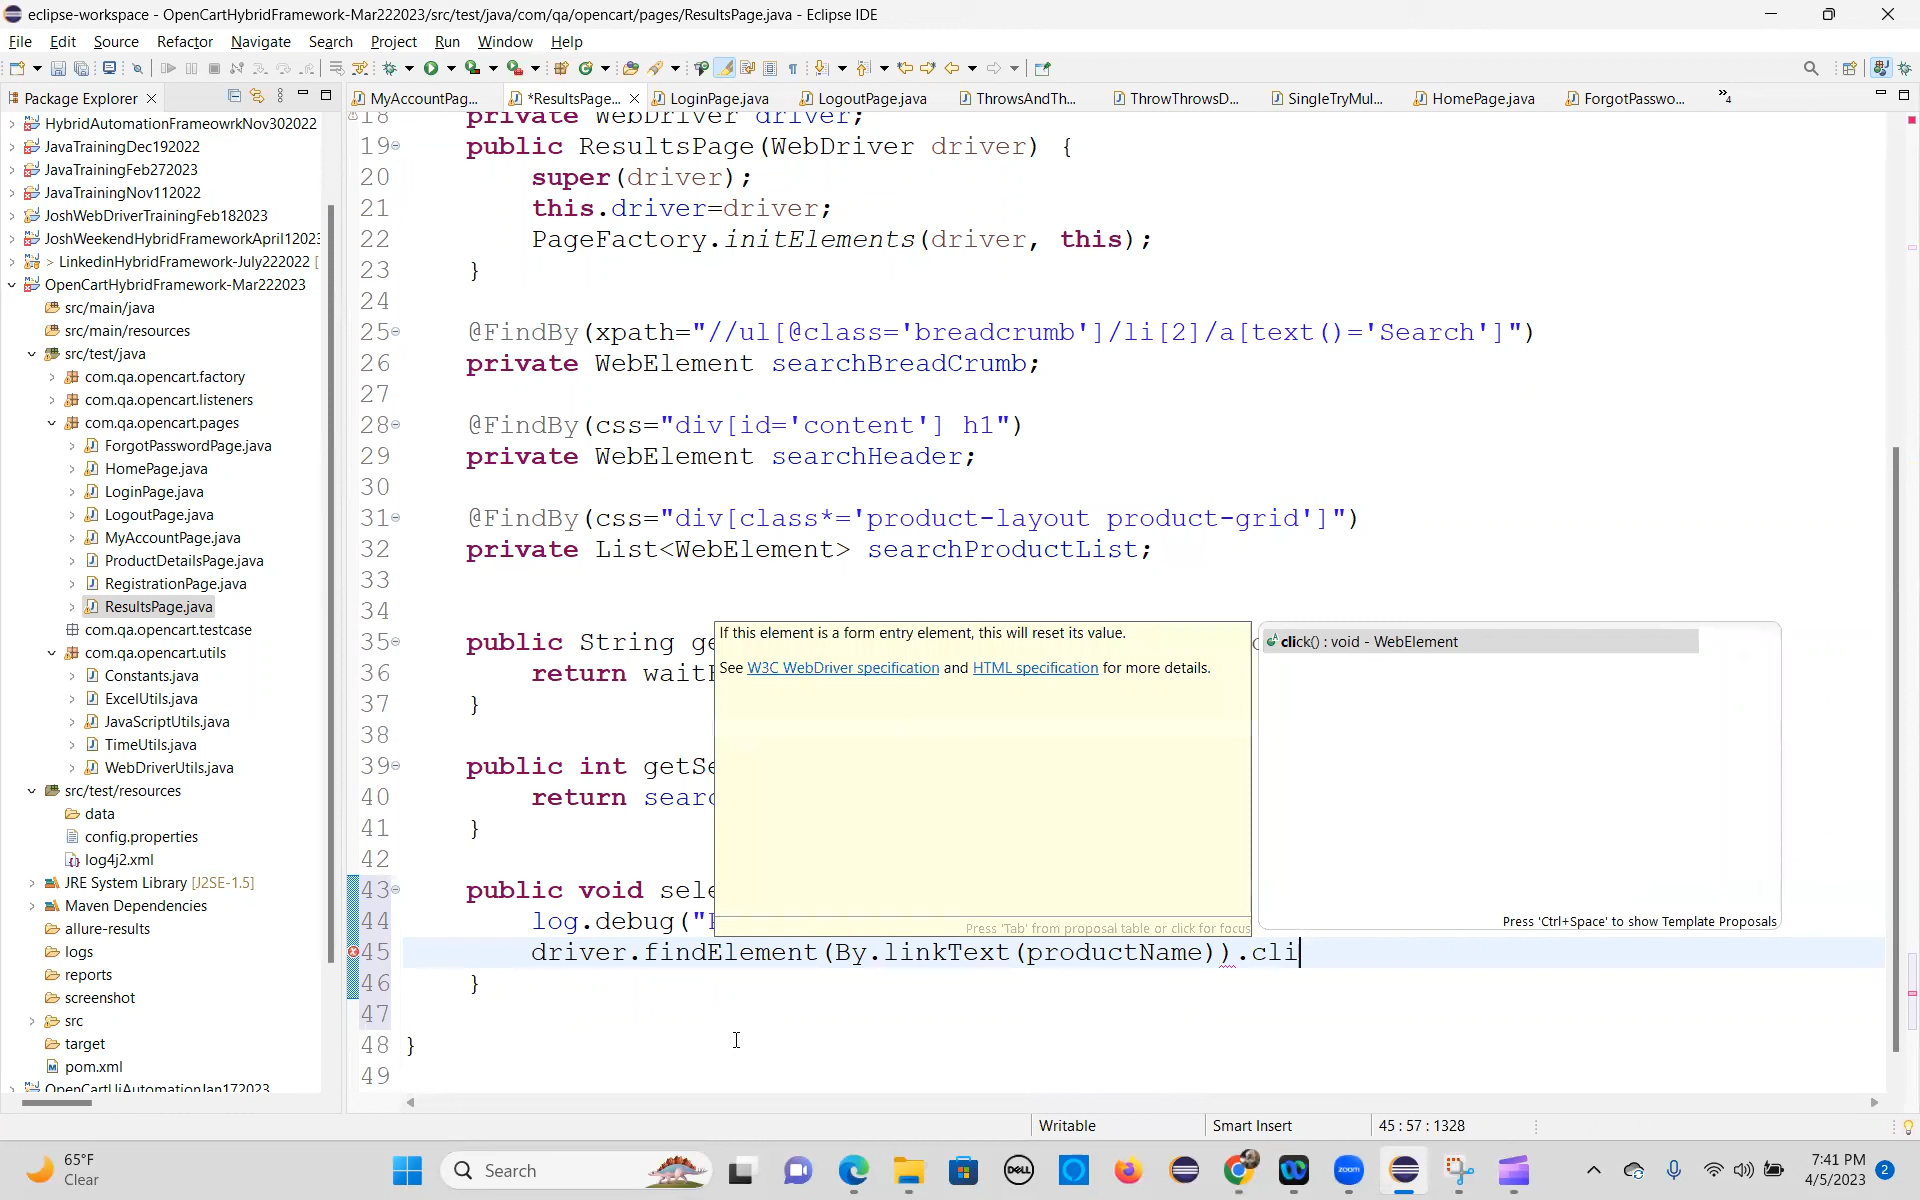 eclipse-workspace - OpenCartHybridFramework-Mar222023/src/test/java/com/qa/opencart/pages/ResultsPage.java - Eclipse IDE
File Edit Source Refactor Navigate Search Project Run Window Help
Package Explorer
MyAccountPag... *ResultsPage... LoginPage.java LogoutPage.java ThrowsAndTh... ThrowThrowsD... SingleTryMul... HomePage.java ForgotPasswo... »4
HybridAutomationFrameowrkNov302022
JavaTrainingDec192022
JavaTrainingFeb272023
JavaTrainingNov112022
JoshWebDriverTrainingFeb182023
JoshWeekendHybridFrameworkApril12023
> LinkedinHybridFramework-July222022 [
OpenCartHybridFramework-Mar222023
src/main/java
src/main/resources
src/test/java
com.qa.opencart.factory
com.qa.opencart.listeners
com.qa.opencart.pages
ForgotPasswordPage.java
HomePage.java
LoginPage.java
LogoutPage.java
MyAccountPage.java
ProductDetailsPage.java
RegistrationPage.java
ResultsPage.java
com.qa.opencart.testcase
com.qa.opencart.utils
Constants.java
ExcelUtils.java
JavaScriptUtils.java
TimeUtils.java
WebDriverUtils.java
src/test/resources
data
config.properties
log4j2.xml
JRE System Library [J2SE-1.5]
Maven Dependencies
allure-results
logs
reports
screenshot
src
target
pom.xml
OpenCartUiAutomationJan172023
18 private WebDriver driver;
19 public ResultsPage(WebDriver driver) {
20 super(driver);
21 this.driver=driver;
22 PageFactory.initElements(driver, this);
23 }
24
25 @FindBy(xpath="//ul[@class='breadcrumb']/li[2]/a[text()='Search']")
26 private WebElement searchBreadCrumb;
27
28 @FindBy(css="div[id='content'] h1")
29 private WebElement searchHeader;
30
31 @FindBy(css="div[class*='product-layout product-grid']")
32 private List<WebElement> searchProductList;
33
34
35 public String ge
36 return wait
37 }
38
39 public int getSe
40 return searc
41 }
42
43 public void sele
44 log.debug("
45 driver.findElement(By.linkText(productName)).cli
46 }
47
48 }
49
If this element is a form entry element, this will reset its value.
See W3C WebDriver specification and HTML specification for more details.
Press 'Tab' from proposal table or click for focus
click() : void - WebElement
Press 'Ctrl+Space' to show Template Proposals
Writable Smart Insert 45 : 57 : 1328
65°F
Clear
Search
DELL
zoom
7:41 PM
4/5/2023
2